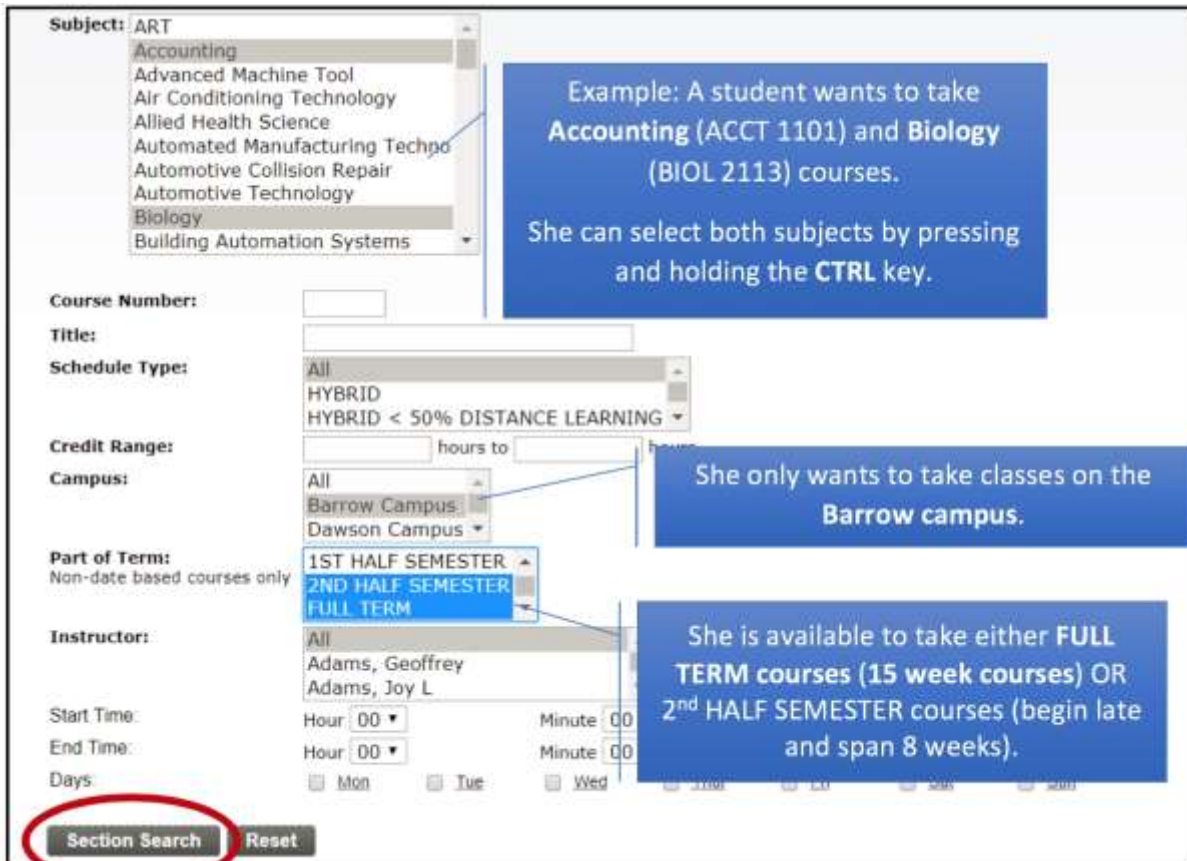 Subject: ART
Accounting
Advanced Machine Tool
Air Conditioning Technology
Allied Health Science
Automated Manufacturing Techno
Automotive Collision Repair
Automotive Technology
Biology
Building Automation Systems
Example: A student wants to take
Accounting (ACCT 1101) and Biology
(BIOL 2113) courses.
She can select both subjects by pressing
and holding the CTRL key.
Course Number:
Title:
Schedule Type:
All
HYBRID
HYBRID < 50% DISTANCE LEARNING
Credit Range: hours to
Campus:
All
Barrow Campus
Dawson Campus
She only wants to take classes on the
Barrow campus.
Part of Term:
Non-date based courses only
1ST HALF SEMESTER
2ND HALF SEMESTER
FULL TERM
Instructor:
All
Adams, Geoffrey
Adams, Joy L
She is available to take either FULL
TERM courses (15 week courses) OR
2nd HALF SEMESTER courses (begin late
and span 8 weeks).
Start Time: Hour 00 Minute 00
End Time: Hour 00 Minute 00
Days: Mon Tue Wed
Section Search Reset